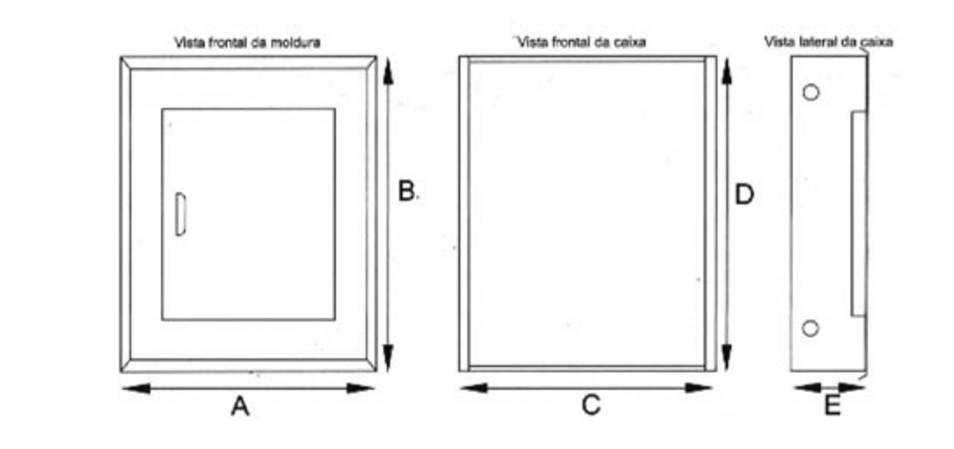 Vista frontal da moldura
Vista frontal da caixa
Vista lateral da caixa
B.
D
A
C
E